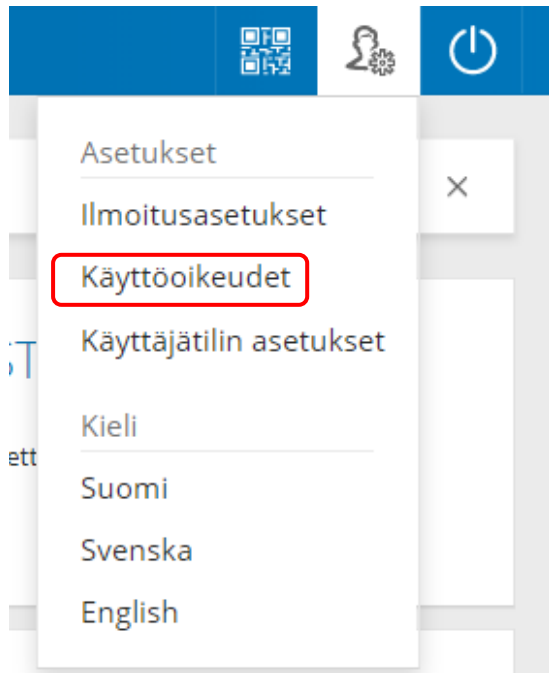 Asetukset
Ilmoitusasetukset
Käyttöoikeudet
Käyttäjätilin asetukset
Kieli
Suomi
Svenska
English